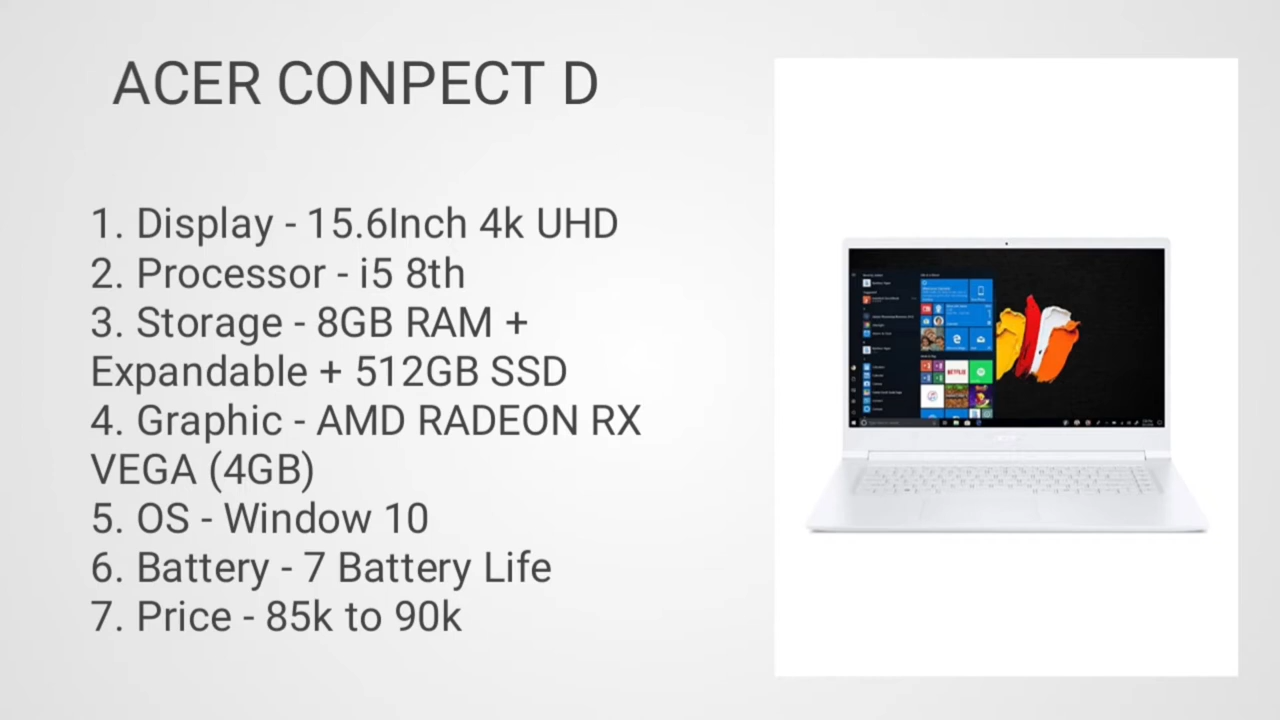 ACER CONPECT D
1. Display - 15.6Inch 4k UHD
2. Processor - i5 8th
3. Storage - 8GB RAM +
Expandable + 512GB SSD
4. Graphic - AMD RADEON RX
VEGA (4GB)
5. OS - Window 10
6. Battery - 7 Battery Life
7. Price - 85k to 90k
NETFLIX